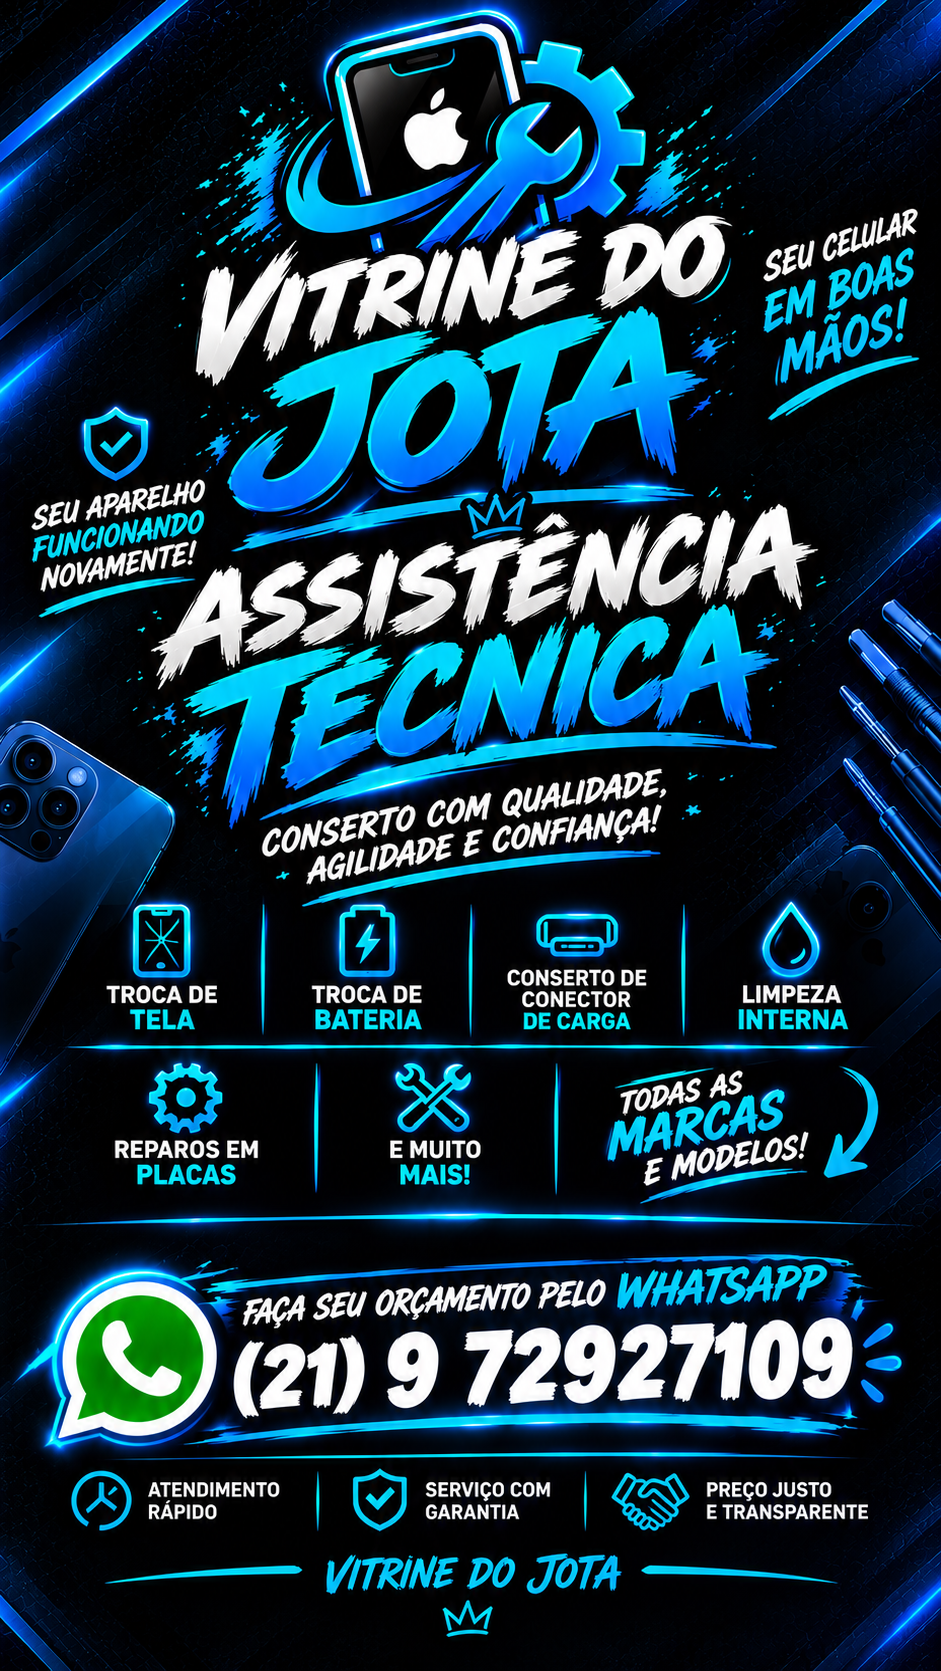 VITRINE DO
JOTA
SEU CELULAR
EM BOAS
MÃOS!
SEU APARELHO
FUNCIONANDO
NOVAMENTE!
ASSISTÊNCIA
TÉCNICA
CONSERTO COM QUALIDADE,
AGILIDADE E CONFIANÇA!
TROCA DE
TELA
TROCA DE
BATERIA
CONSERTO DE
CONECTOR
DE CARGA
LIMPEZA
INTERNA
REPAROS EM
PLACAS
E MUITO
MAIS!
TODAS AS
MARCAS
E MODELOS!
FAÇA SEU ORÇAMENTO PELO WHATSAPP
(21) 9 72927109
ATENDIMENTO
RÁPIDO
SERVIÇO COM
GARANTIA
PREÇO JUSTO
E TRANSPARENTE
VITRINE DO JOTA